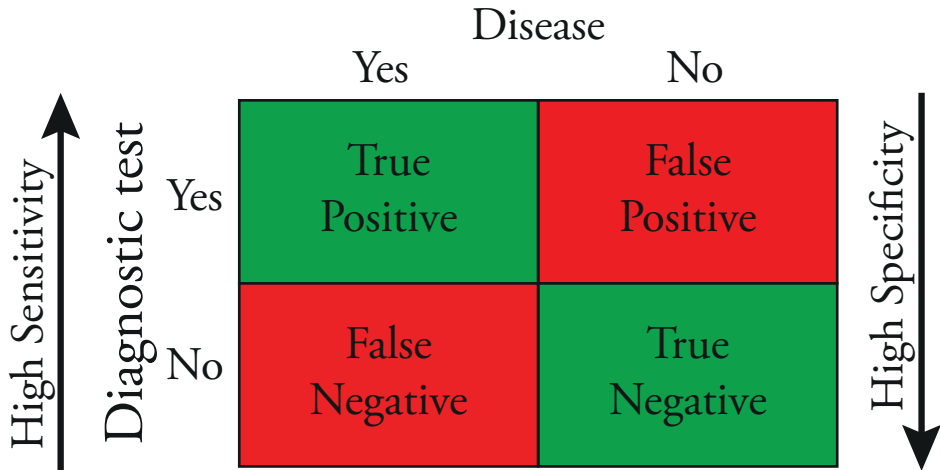 Disease
Yes
No
High Sensitivity
Diagnostic test
Yes
True
Positive
False
Positive
No
False
Negative
True
Negative
High Specificity